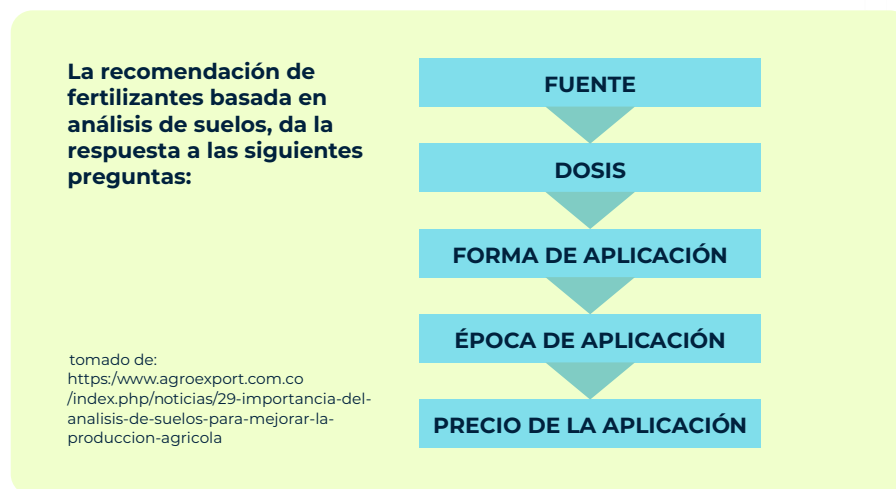 La recomendación de
fertilizantes basada en
análisis de suelos, da la
respuesta a las siguientes
preguntas:
FUENTE
DOSIS
FORMA DE APLICACIÓN
ÉPOCA DE APLICACIÓN
PRECIO DE LA APLICACIÓN
tomado de:
https:/www.agroexport.com.co
/index.php/noticias/29-importancia-del-
analisis-de-suelos-para-mejorar-la-
produccion-agricola